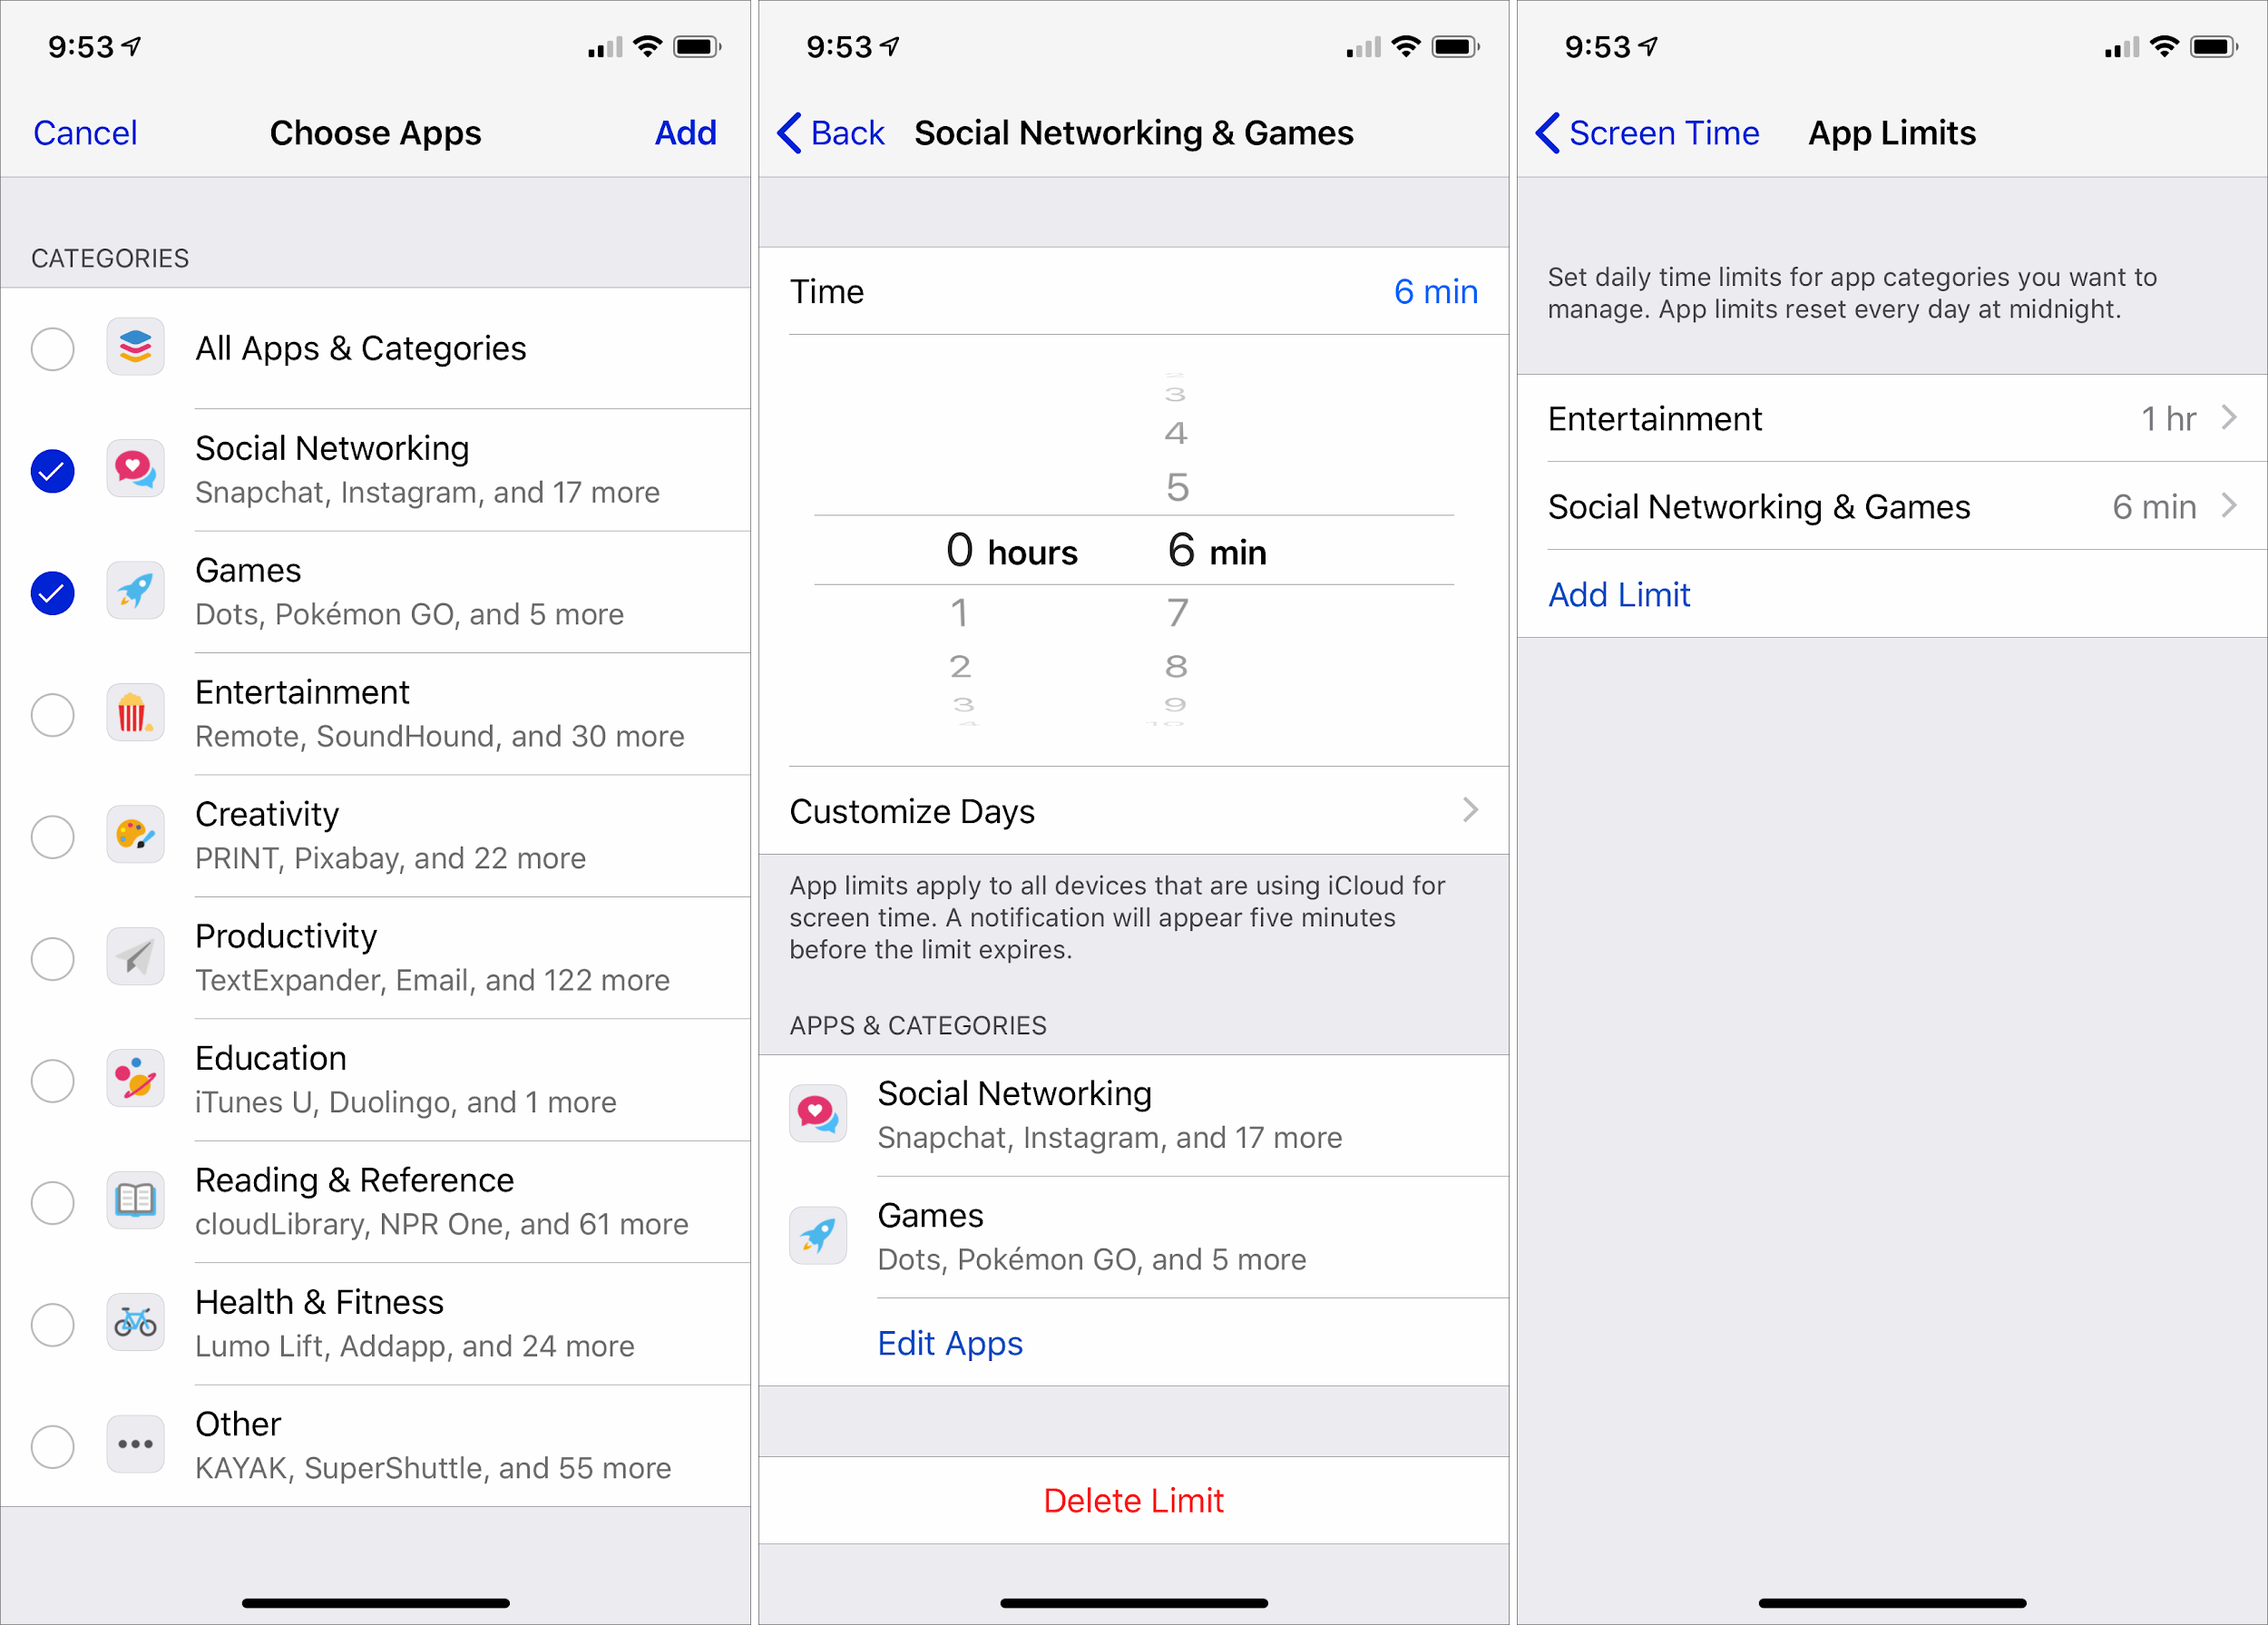 9:53
Cancel
Choose Apps
Add
CATEGORIES
All Apps & Categories
Social Networking
Snapchat, Instagram, and 17 more
Games
Dots, Pokémon GO, and 5 more
Entertainment
Remote, SoundHound, and 30 more
Creativity
PRINT, Pixabay, and 22 more
Productivity
TextExpander, Email, and 122 more
Education
iTunes U, Duolingo, and 1 more
Reading & Reference
cloudLibrary, NPR One, and 61 more
Health & Fitness
Lumo Lift, Addapp, and 24 more
Other
KAYAK, SuperShuttle, and 55 more
9:53
Back
Social Networking & Games
Time
6 min
2
3
4
5
0 hours 6 min
1 7
2 8
3 9
4 10
Customize Days
App limits apply to all devices that are using iCloud for
screen time. A notification will appear five minutes
before the limit expires.
APPS & CATEGORIES
Social Networking
Snapchat, Instagram, and 17 more
Games
Dots, Pokémon GO, and 5 more
Edit Apps
Delete Limit
9:53
Screen Time
App Limits
Set daily time limits for app categories you want to
manage. App limits reset every day at midnight.
Entertainment 1 hr
Social Networking & Games 6 min
Add Limit